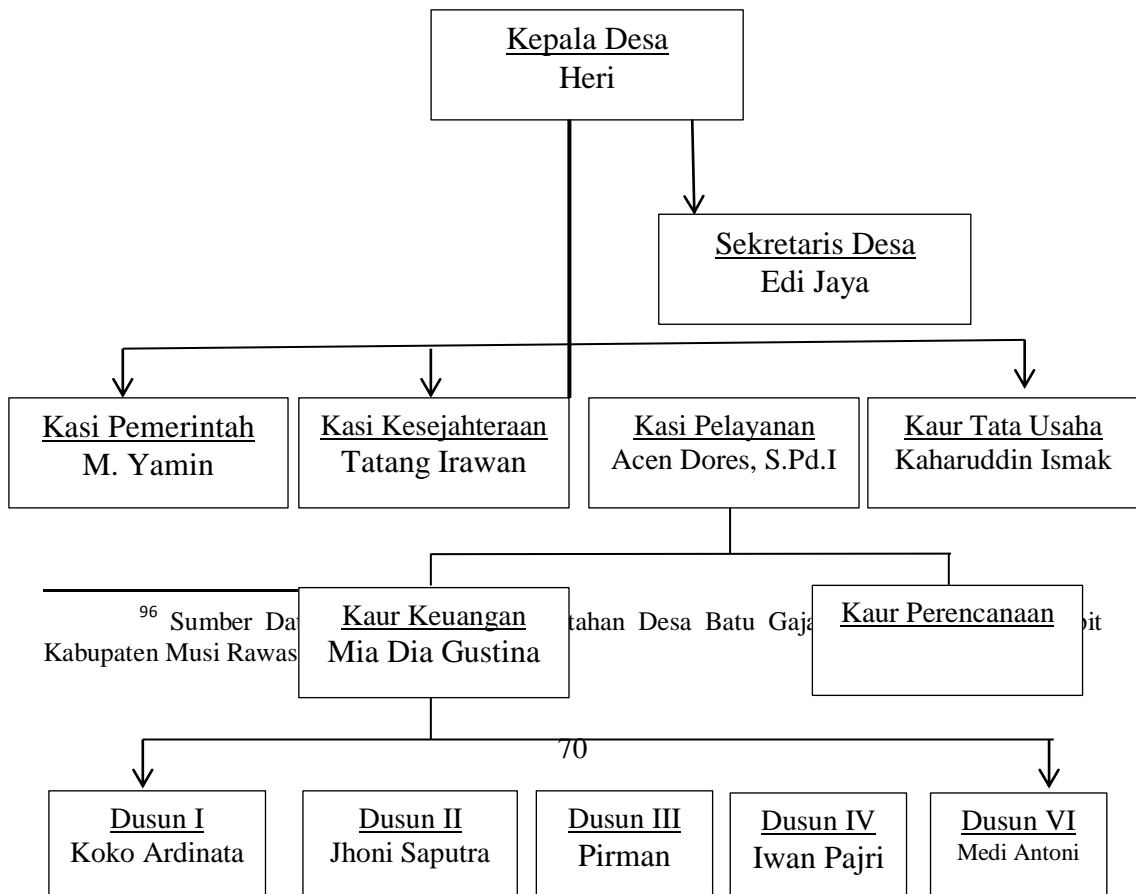 Kepala Desa
Heri
Sekretaris Desa
Edi Jaya
Kasi Pemerintah
M. Yamin
Kasi Kesejahteraan
Tatang Irawan
Kasi Pelayanan
Acen Dores, S.Pd.I
Kaur Tata Usaha
Kaharuddin Ismak
Kaur Keuangan
Mia Dia Gustina
Kaur Perencanaan
96 Sumber Da tahan Desa Batu Gaja bit
Kabupaten Musi Rawas
70
Dusun I
Koko Ardinata
Dusun II
Jhoni Saputra
Dusun III
Pirman
Dusun IV
Iwan Pajri
Dusun VI
Medi Antoni